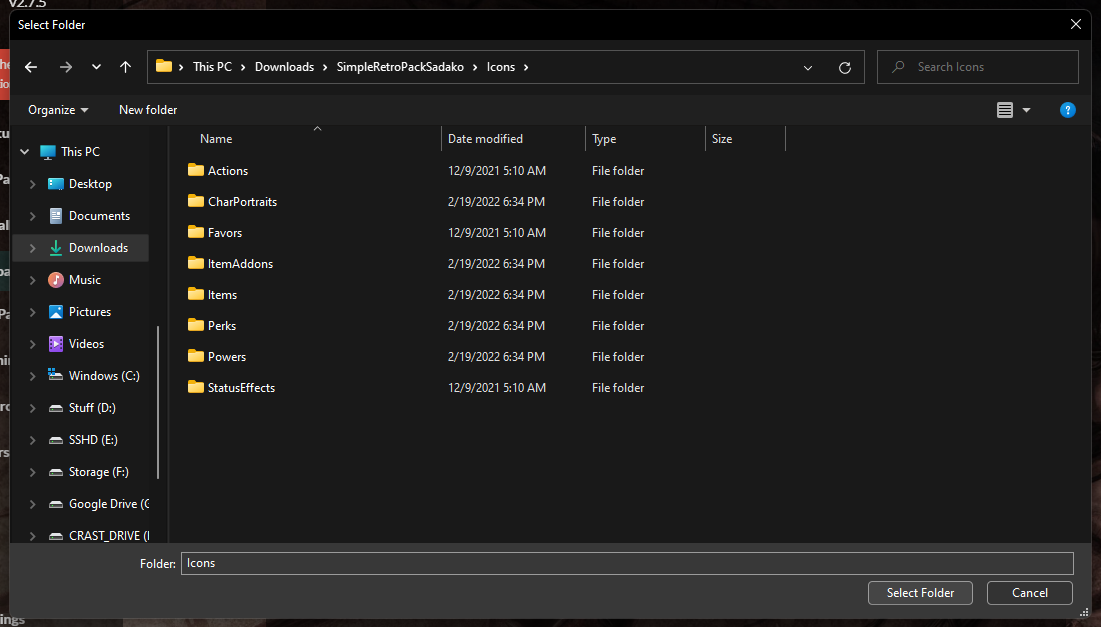 v2.7.5
Select Folder
This PC > Downloads > SimpleRetroPackSadako > Icons >
Search Icons
Organize
New folder
?
Name
Date modified
Type
Size
This PC
Desktop
Documents
Downloads
Music
Pictures
Videos
Windows (C:)
Stuff (D:)
SSHD (E:)
Storage (F:)
Google Drive (G
CRAST_DRIVE (
Actions 12/9/2021 5:10 AM File folder
CharPortraits 2/19/2022 6:34 PM File folder
Favors 12/9/2021 5:10 AM File folder
ItemAddons 2/19/2022 6:34 PM File folder
Items 2/19/2022 6:34 PM File folder
Perks 2/19/2022 6:34 PM File folder
Powers 2/19/2022 6:34 PM File folder
StatusEffects 12/9/2021 5:10 AM File folder
Folder: Icons
Select Folder
Cancel